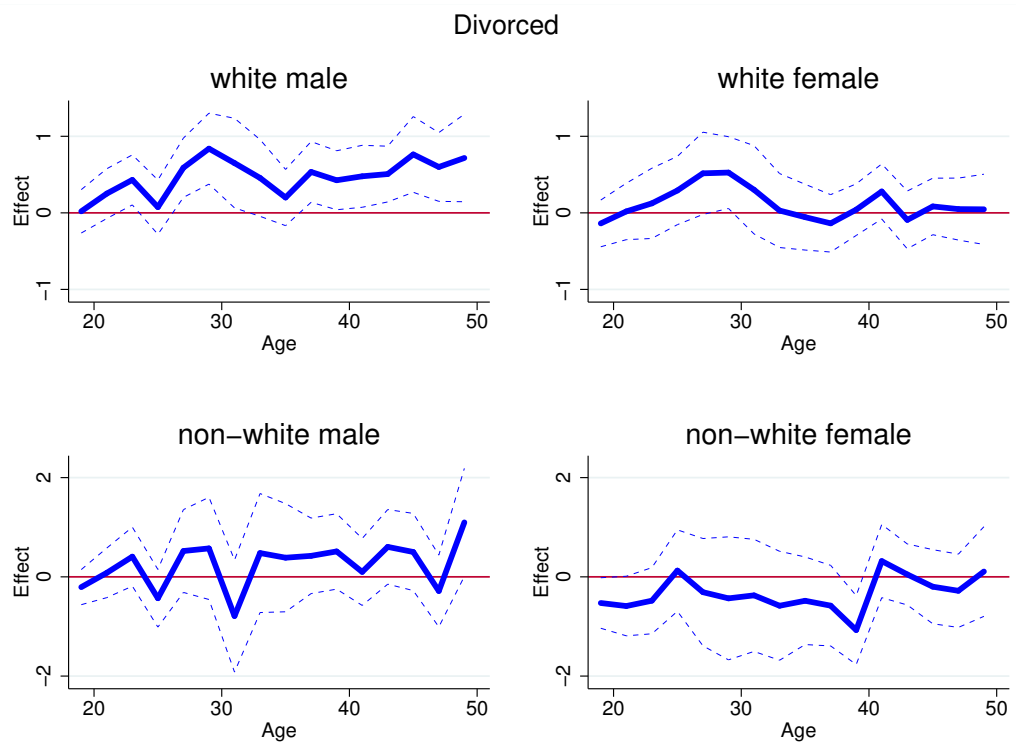 Divorced
white male
white female
Effect
−1 0 1
20 30 40 50
Age
Effect
−1 0 1
20 30 40 50
Age
non−white male
non−white female
Effect
−2 0 2
20 30 40 50
Age
Effect
−2 0 2
20 30 40 50
Age